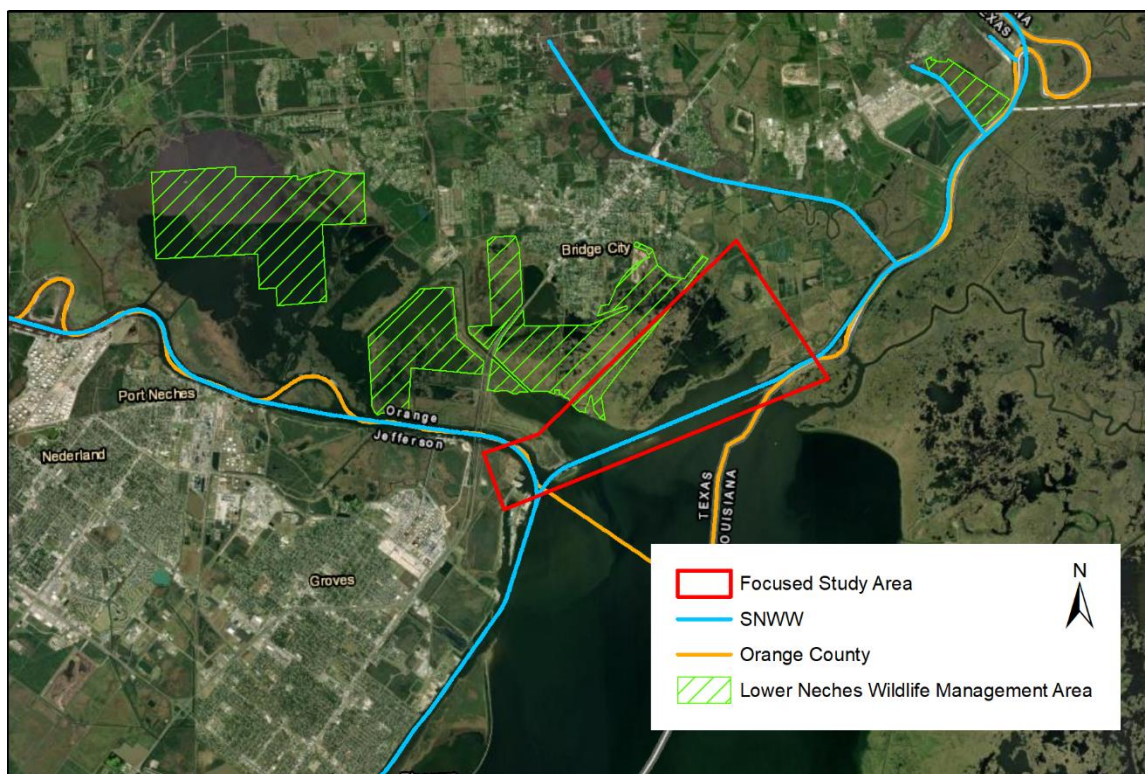 TEXAS
Bridge City
Port Neches
Orange
Jefferson
Nederland
Groves
TEXAS
OUISIANA
Focused Study Area
SNWW
Orange County
Lower Neches Wildlife Management Area
N